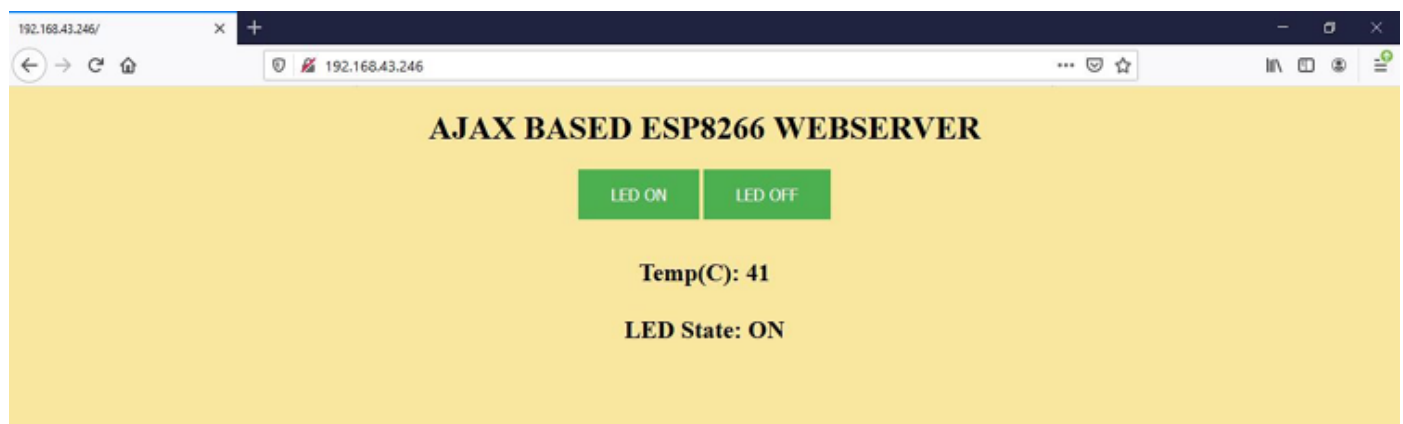 192.168.43.246/
192.168.43.246
AJAX BASED ESP8266 WEBSERVER
LED ON LED OFF
Temp(C): 41
LED State: ON